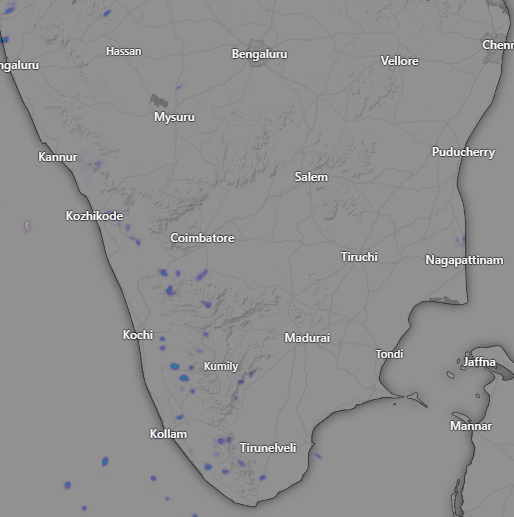 Hassan
Bengaluru
Vellore
Chenn
ngaluru
Mysuru
Kannur
Puducherry
Salem
Kozhikode
Coimbatore
Tiruchi
Nagapattinam
Kochi
Madurai
Tondi
Jaffna
Kumily
Mannar
Kollam
Tirunelveli